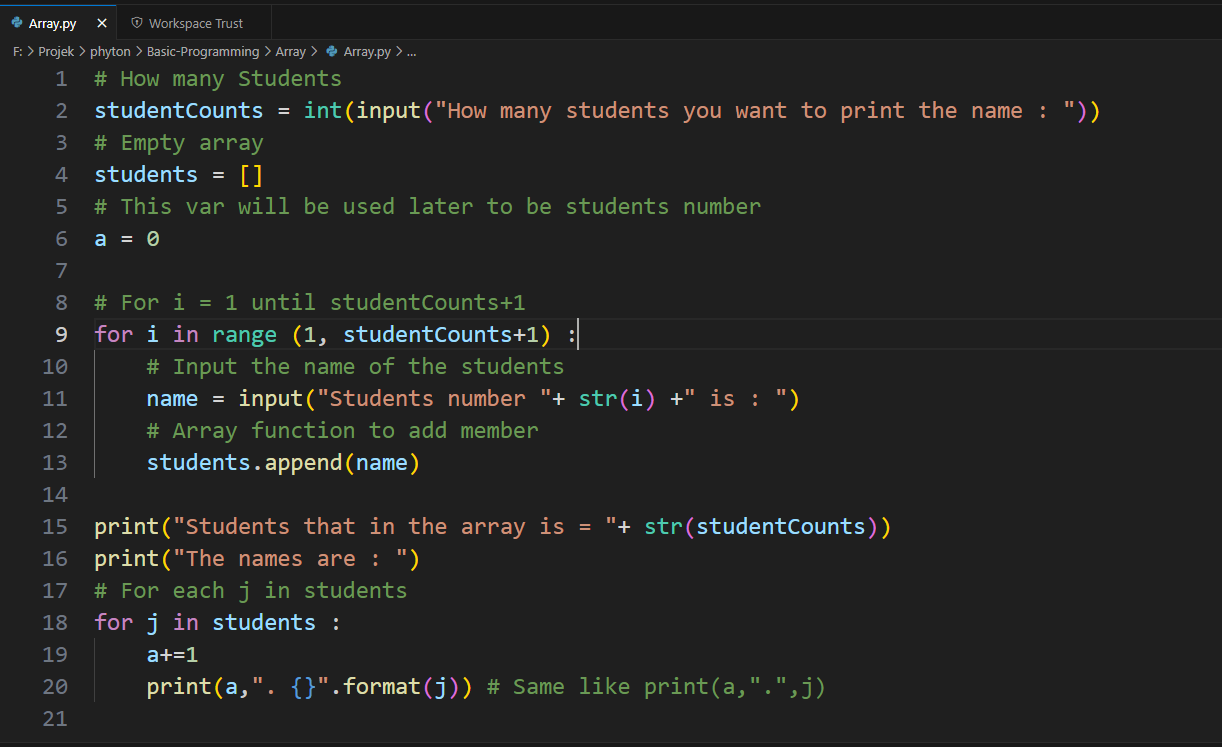 Array.py × Workspace Trust
F: > Projek > phyton > Basic-Programming > Array > Array.py > ...
1 # How many Students
2 studentCounts = int(input("How many students you want to print the name : "))
3 # Empty array
4 students = []
5 # This var will be used later to be students number
6 a = 0
7
8 # For i = 1 until studentCounts+1
9 for i in range (1, studentCounts+1) :
10     # Input the name of the students
11     name = input("Students number "+ str(i) +" is : ")
12     # Array function to add member
13     students.append(name)
14
15 print("Students that in the array is = "+ str(studentCounts))
16 print("The names are : ")
17 # For each j in students
18 for j in students :
19     a+=1
20     print(a,". {}".format(j)) # Same like print(a,".",j)
21